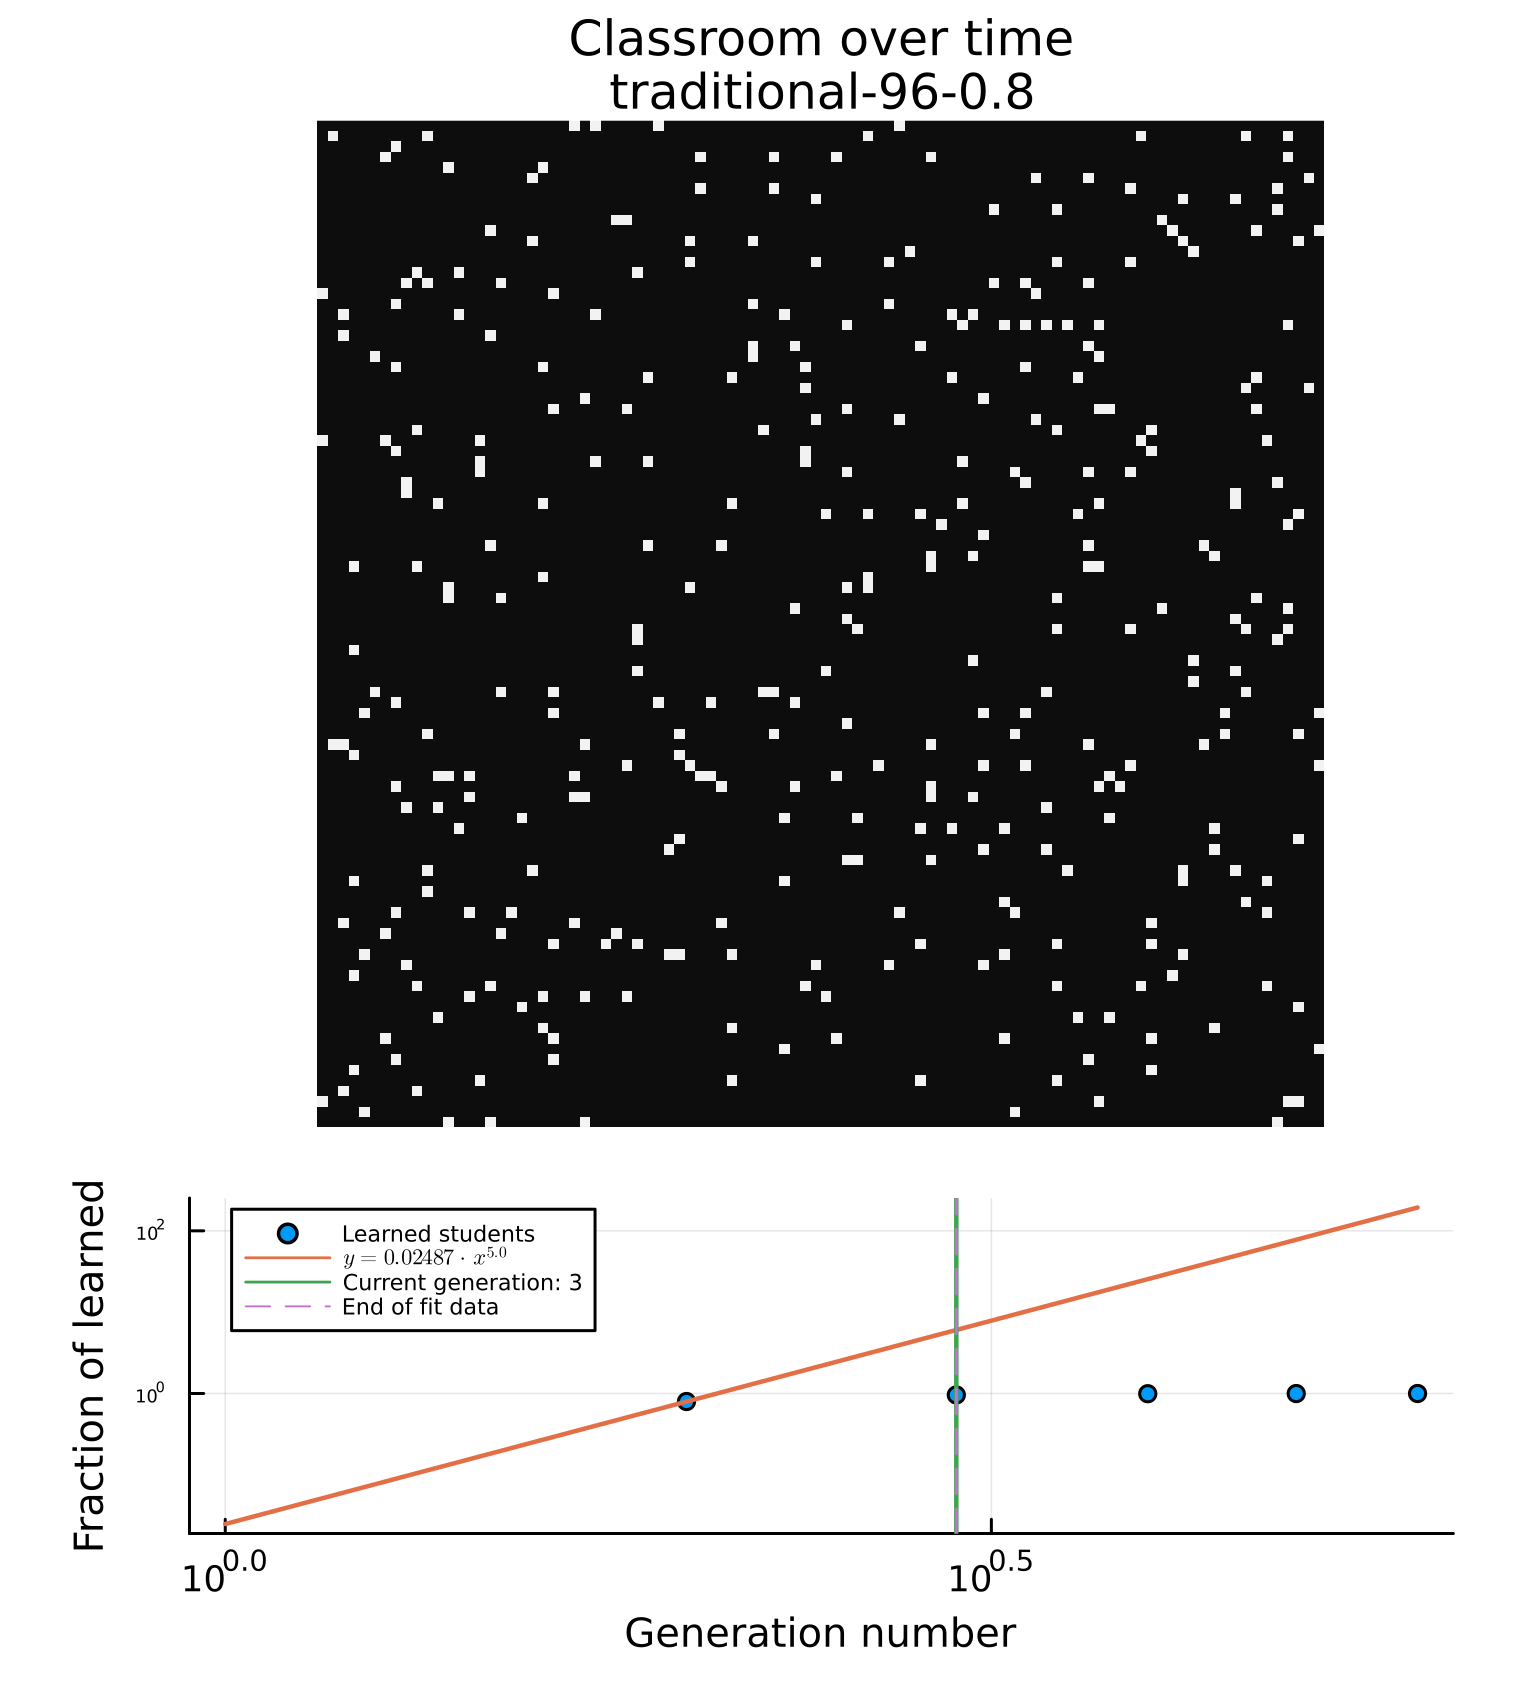 Classroom over time
traditional-96-0.8
Fraction of learned
10^2
10^0
Learned students
y = 0.02487 · x^5.0
Current generation: 3
End of fit data
10^0.0
10^0.5
Generation number